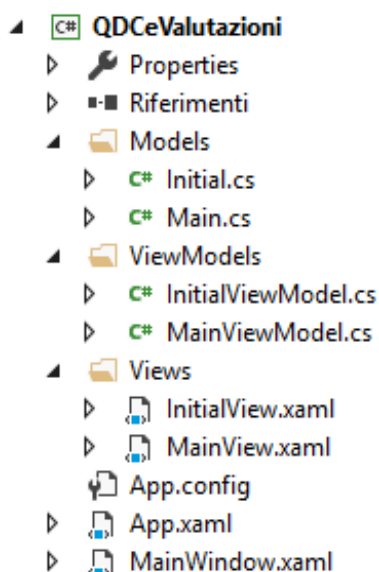 C# QDCeValutazioni
Properties
Riferimenti
Models
C# Initial.cs
C# Main.cs
ViewModels
C# InitialViewModel.cs
C# MainViewModel.cs
Views
InitialView.xaml
MainView.xaml
App.config
App.xaml
MainWindow.xaml